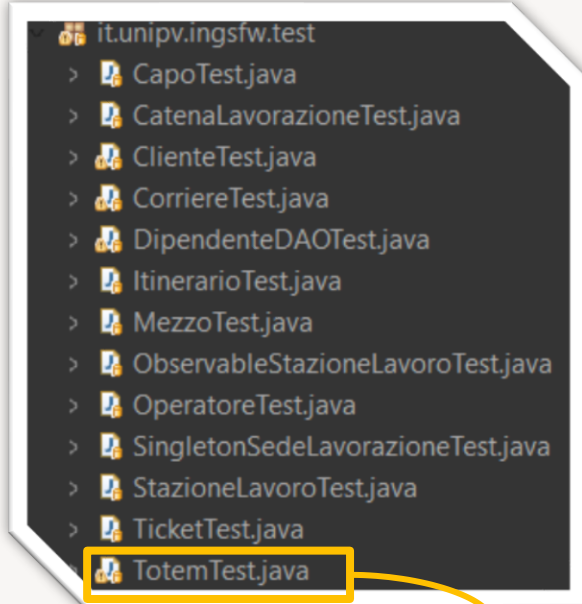 it.unipv.ingsfw.test
CapoTest.java
CatenaLavorazioneTest.java
ClienteTest.java
CorriereTest.java
DipendenteDAOTest.java
ItinerarioTest.java
MezzoTest.java
ObservableStazioneLavoroTest.java
OperatoreTest.java
SingletonSedeLavorazioneTest.java
StazioneLavoroTest.java
TicketTest.java
TotemTest.java